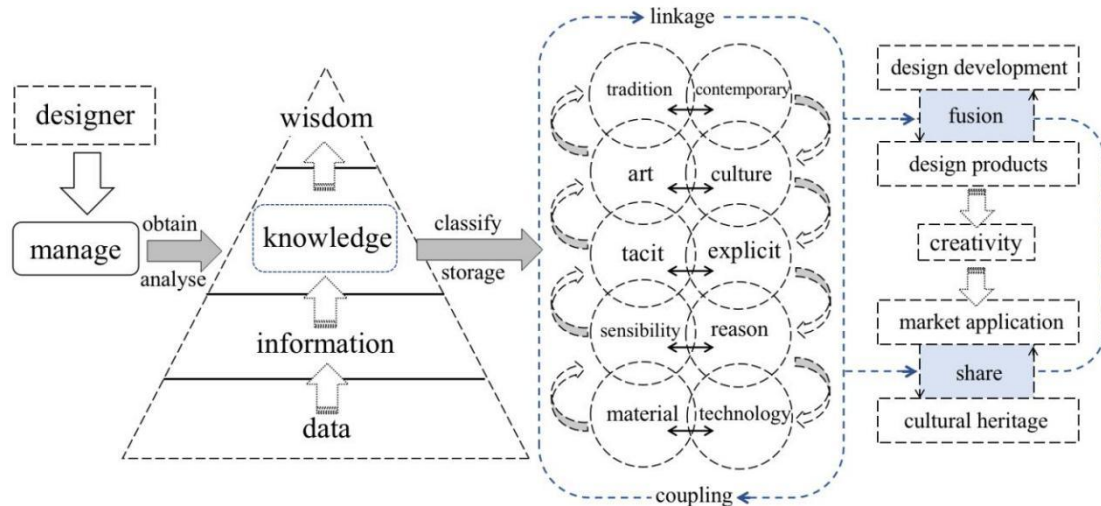 designer
manage
obtain
analyse
wisdom
knowledge
information
data
classify
storage
linkage
tradition
contemporary
art
culture
tacit
explicit
sensibility
reason
material
technology
coupling
design development
fusion
design products
creativity
market application
share
cultural heritage